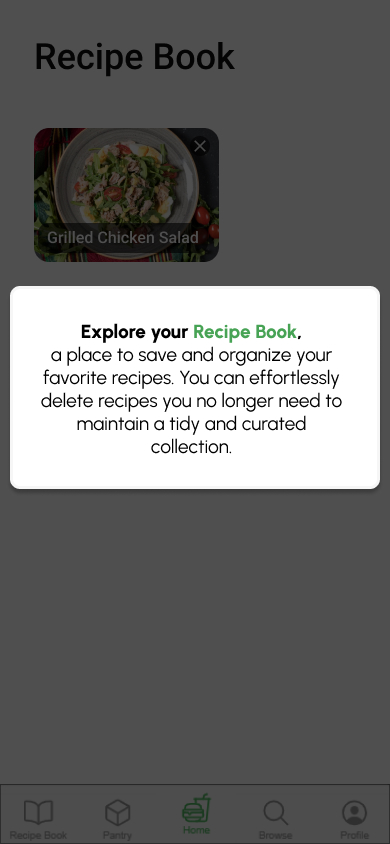 Recipe Book
Grilled Chicken Salad
Explore your Recipe Book,
a place to save and organize your
favorite recipes. You can effortlessly
delete recipes you no longer need to
maintain a tidy and curated
collection.
Recipe Book
Pantry
Home
Browse
Profile